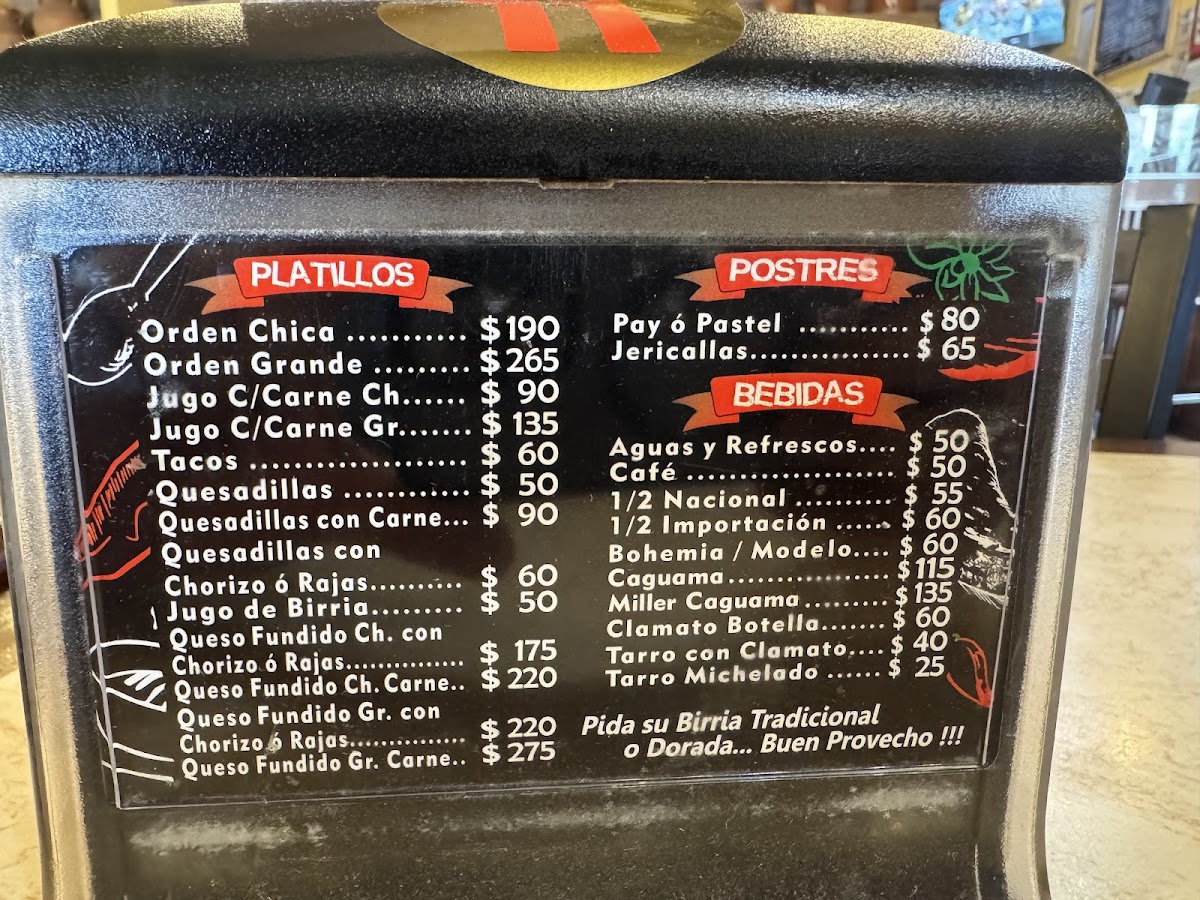 PLATILLOS
Orden Chica ........... $ 190
Orden Grande ......... $ 265
Jugo C/Carne Ch...... $ 90
Jugo C/Carne Gr....... $ 135
Tacos ..................... $ 60
Quesadillas ............ $ 50
Quesadillas con Carne... $ 90
Quesadillas con
Chorizo ó Rajas.......... $ 60
Jugo de Birria......... $ 50
Queso Fundido Ch. con
Chorizo ó Rajas............... $ 175
Queso Fundido Ch. Carne.. $ 220
Queso Fundido Gr. con
Chorizo ó Rajas............... $ 220
Queso Fundido Gr. Carne.. $ 275
POSTRES
Pay ó Pastel ........... $ 80
Jericallas................ $ 65
BEBIDAS
Aguas y Refrescos.... $ 50
Café ..................... $ 50
1/2 Nacional .......... $ 55
1/2 Importación ...... $ 60
Bohemia / Modelo.... $ 60
Caguama................ $ 115
Miller Caguama......... $ 135
Clamato Botella....... $ 60
Tarro con Clamato.... $ 40
Tarro Michelado ...... $ 25
Pida su Birria Tradicional
o Dorada... Buen Provecho !!!